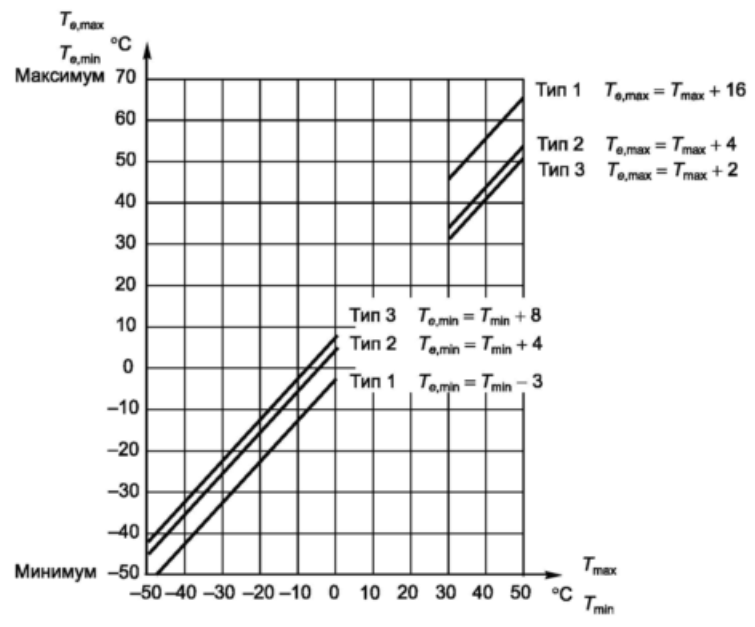 Te,max
°C
Te,min
Максимум 70
60
50
40
30
20
10
0
–10
–20
–30
–40
Минимум –50
Тип 1 Te,max = Tmax + 16
Тип 2 Te,max = Tmax + 4
Тип 3 Te,max = Tmax + 2
Тип 3 Te,min = Tmin + 8
Тип 2 Te,min = Tmin + 4
Тип 1 Te,min = Tmin – 3
–50 –40 –30 –20 –10 0 10 20 30 40 50 °C
Tmax
Tmin